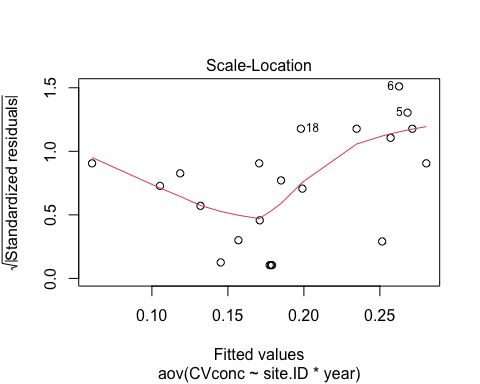 Scale-Location
√|Standardized residuals|
1.5
1.0
0.5
0.0
6
5
18
0.10
0.15
0.20
0.25
Fitted values
aov(CVconc ~ site.ID * year)